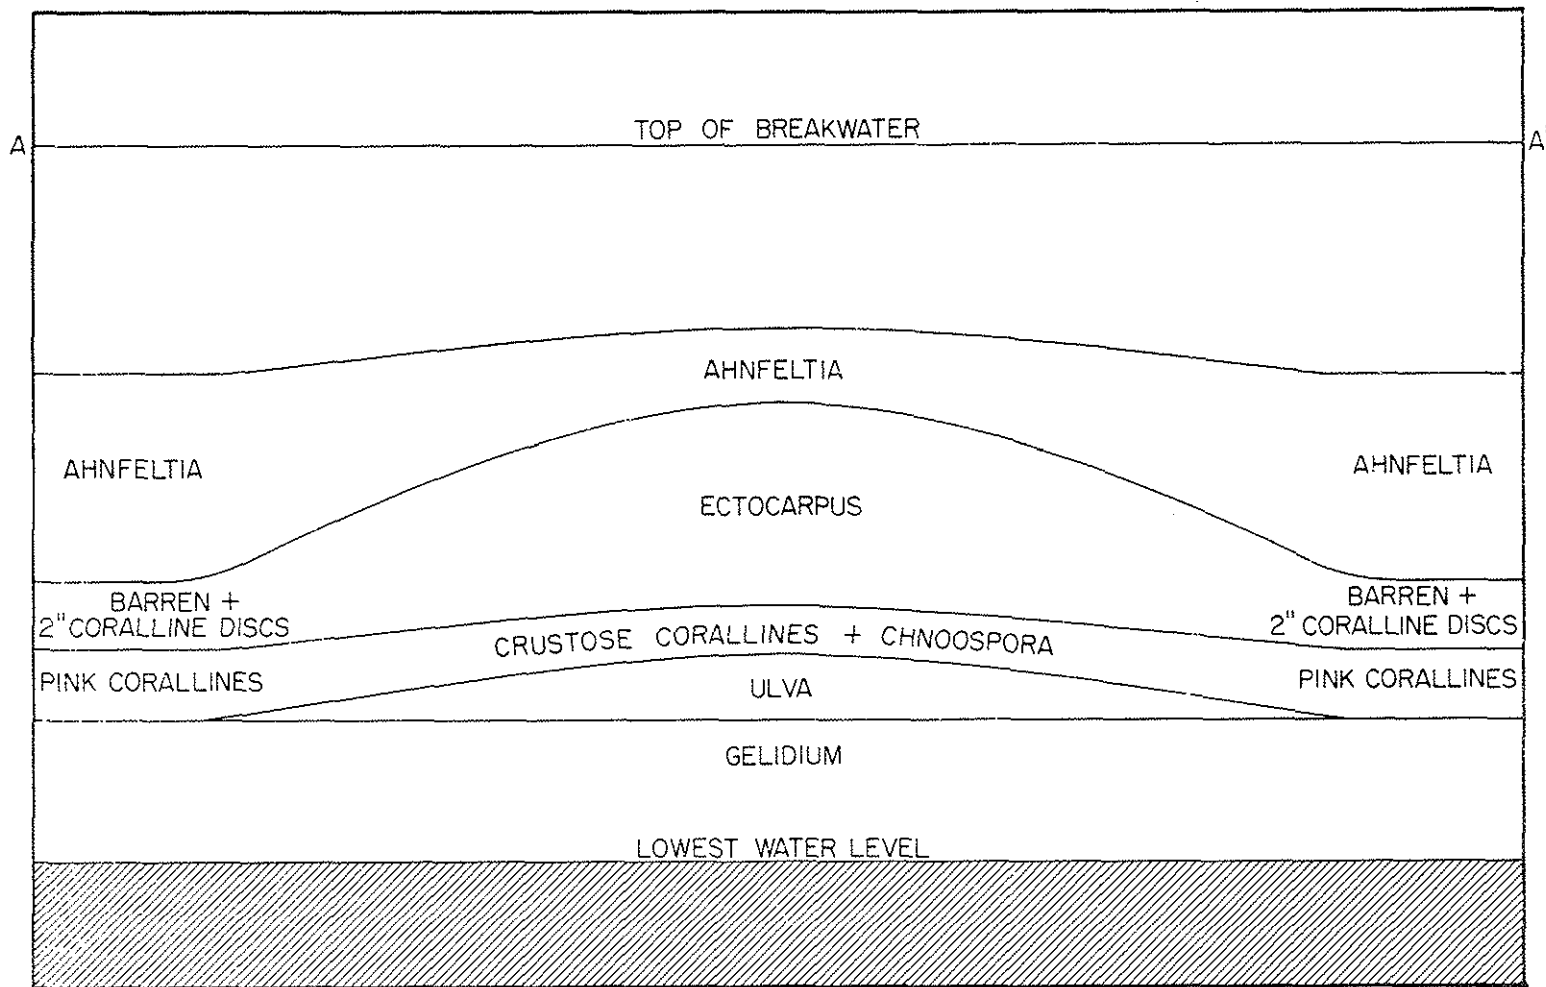 TOP OF BREAKWATER
A
A'
AHNFELTIA
AHNFELTIA
AHNFELTIA
ECTOCARPUS
BARREN +
2" CORALLINE DISCS
BARREN +
2" CORALLINE DISCS
CRUSTOSE CORALLINES + CHNOOSPORA
PINK CORALLINES
PINK CORALLINES
ULVA
GELIDIUM
LOWEST WATER LEVEL